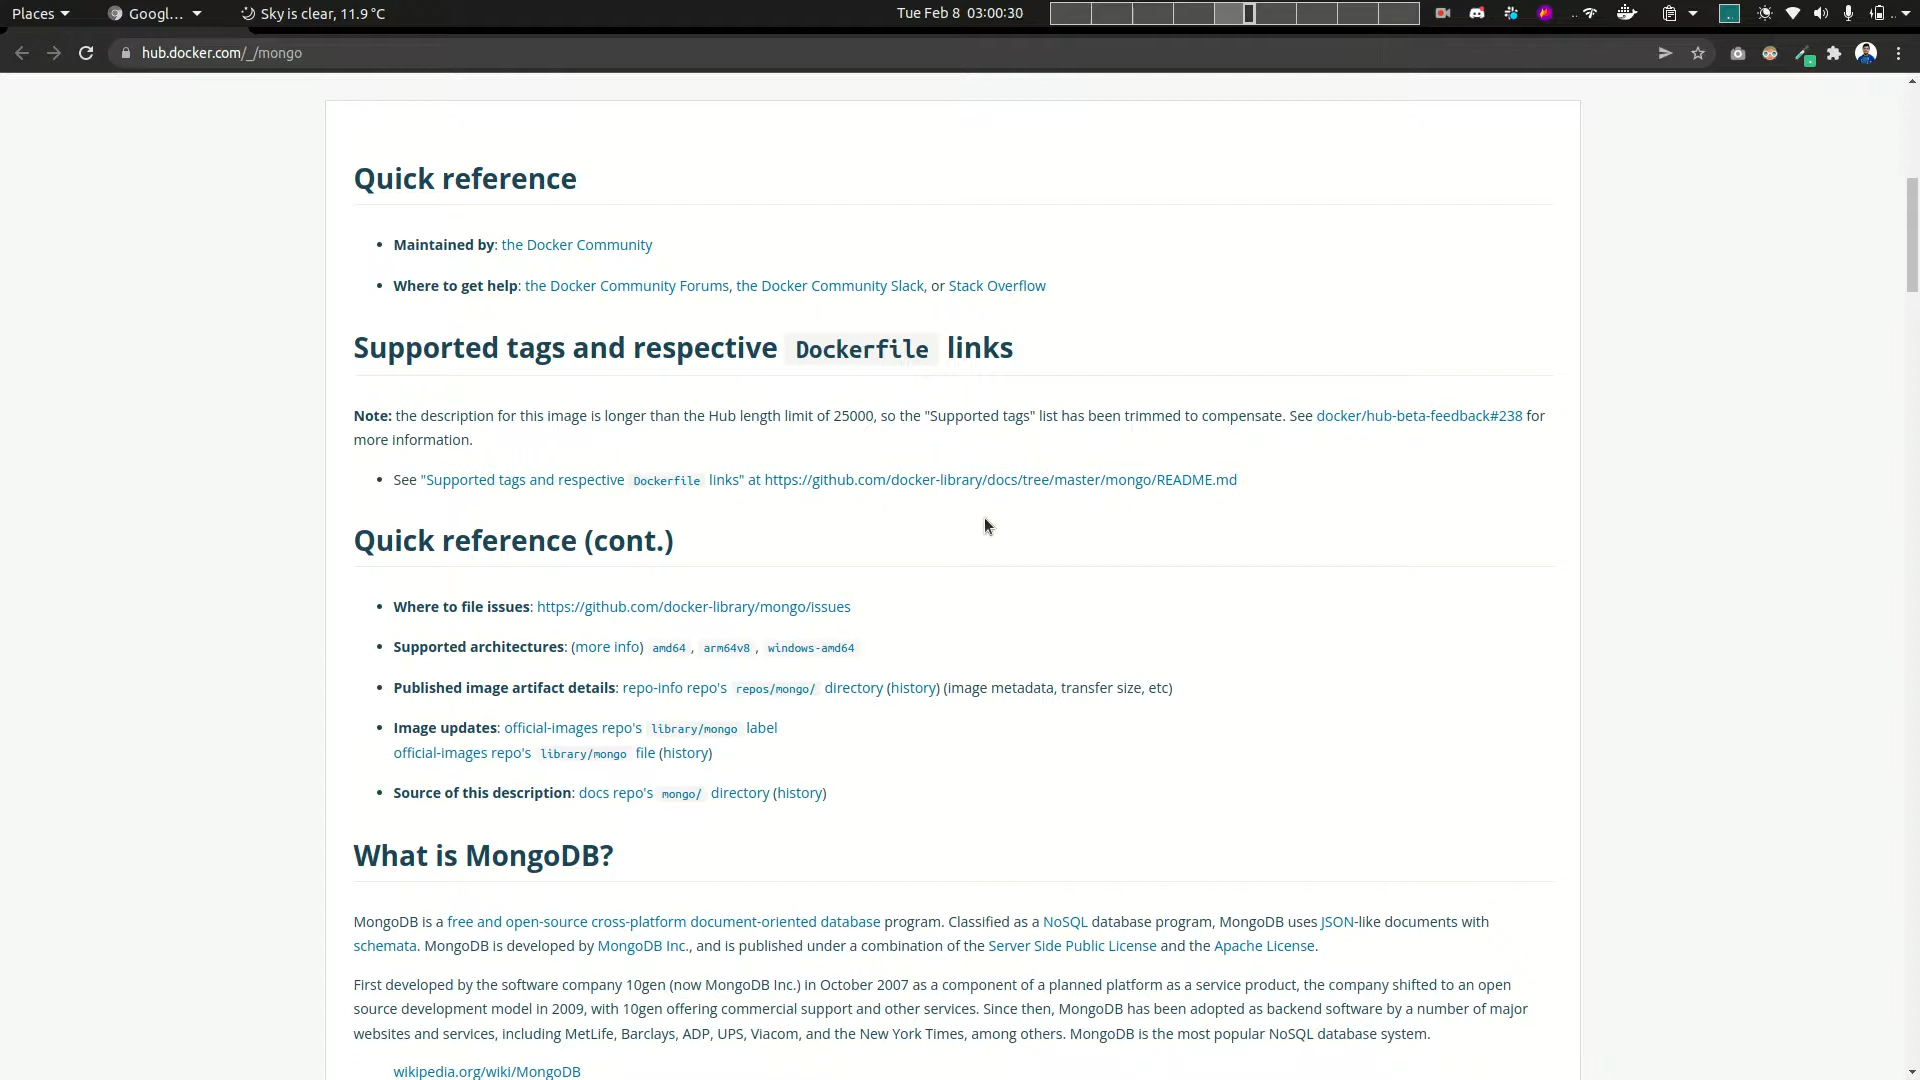 Places
Googl...
Sky is clear, 11.9 °C
Tue Feb 8 03:00:30
hub.docker.com/_/mongo
Quick reference
• Maintained by: the Docker Community
• Where to get help: the Docker Community Forums, the Docker Community Slack, or Stack Overflow
Supported tags and respective Dockerfile links
Note: the description for this image is longer than the Hub length limit of 25000, so the "Supported tags" list has been trimmed to compensate. See docker/hub-beta-feedback#238 for
more information.
• See "Supported tags and respective Dockerfile links" at https://github.com/docker-library/docs/tree/master/mongo/README.md
Quick reference (cont.)
• Where to file issues: https://github.com/docker-library/mongo/issues
• Supported architectures: (more info) amd64 , arm64v8 , windows-amd64
• Published image artifact details: repo-info repo's repos/mongo/ directory (history) (image metadata, transfer size, etc)
• Image updates: official-images repo's library/mongo label
official-images repo's library/mongo file (history)
• Source of this description: docs repo's mongo/ directory (history)
What is MongoDB?
MongoDB is a free and open-source cross-platform document-oriented database program. Classified as a NoSQL database program, MongoDB uses JSON-like documents with
schemata. MongoDB is developed by MongoDB Inc., and is published under a combination of the Server Side Public License and the Apache License.
First developed by the software company 10gen (now MongoDB Inc.) in October 2007 as a component of a planned platform as a service product, the company shifted to an open
source development model in 2009, with 10gen offering commercial support and other services. Since then, MongoDB has been adopted as backend software by a number of major
websites and services, including MetLife, Barclays, ADP, UPS, Viacom, and the New York Times, among others. MongoDB is the most popular NoSQL database system.
wikipedia.org/wiki/MongoDB